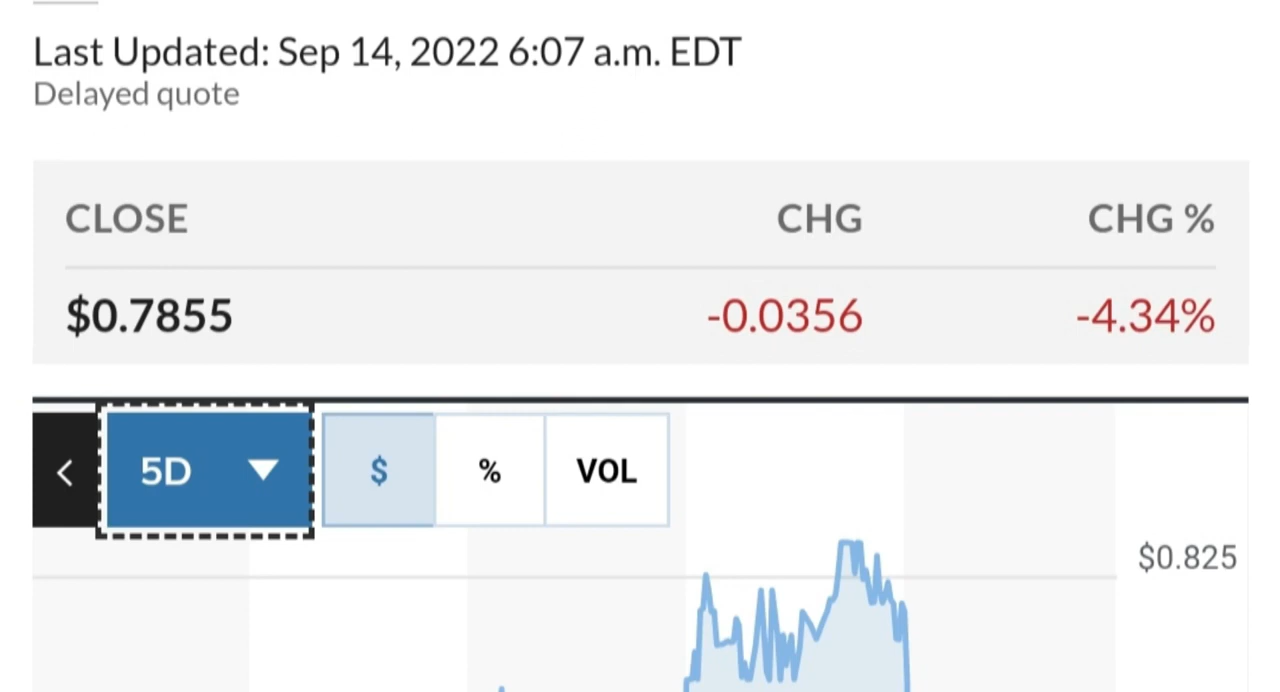 Last Updated: Sep 14, 2022 6:07 a.m. EDT
Delayed quote
CLOSE CHG CHG %
$0.7855 -0.0356 -4.34%
5D $ % VOL
$0.825